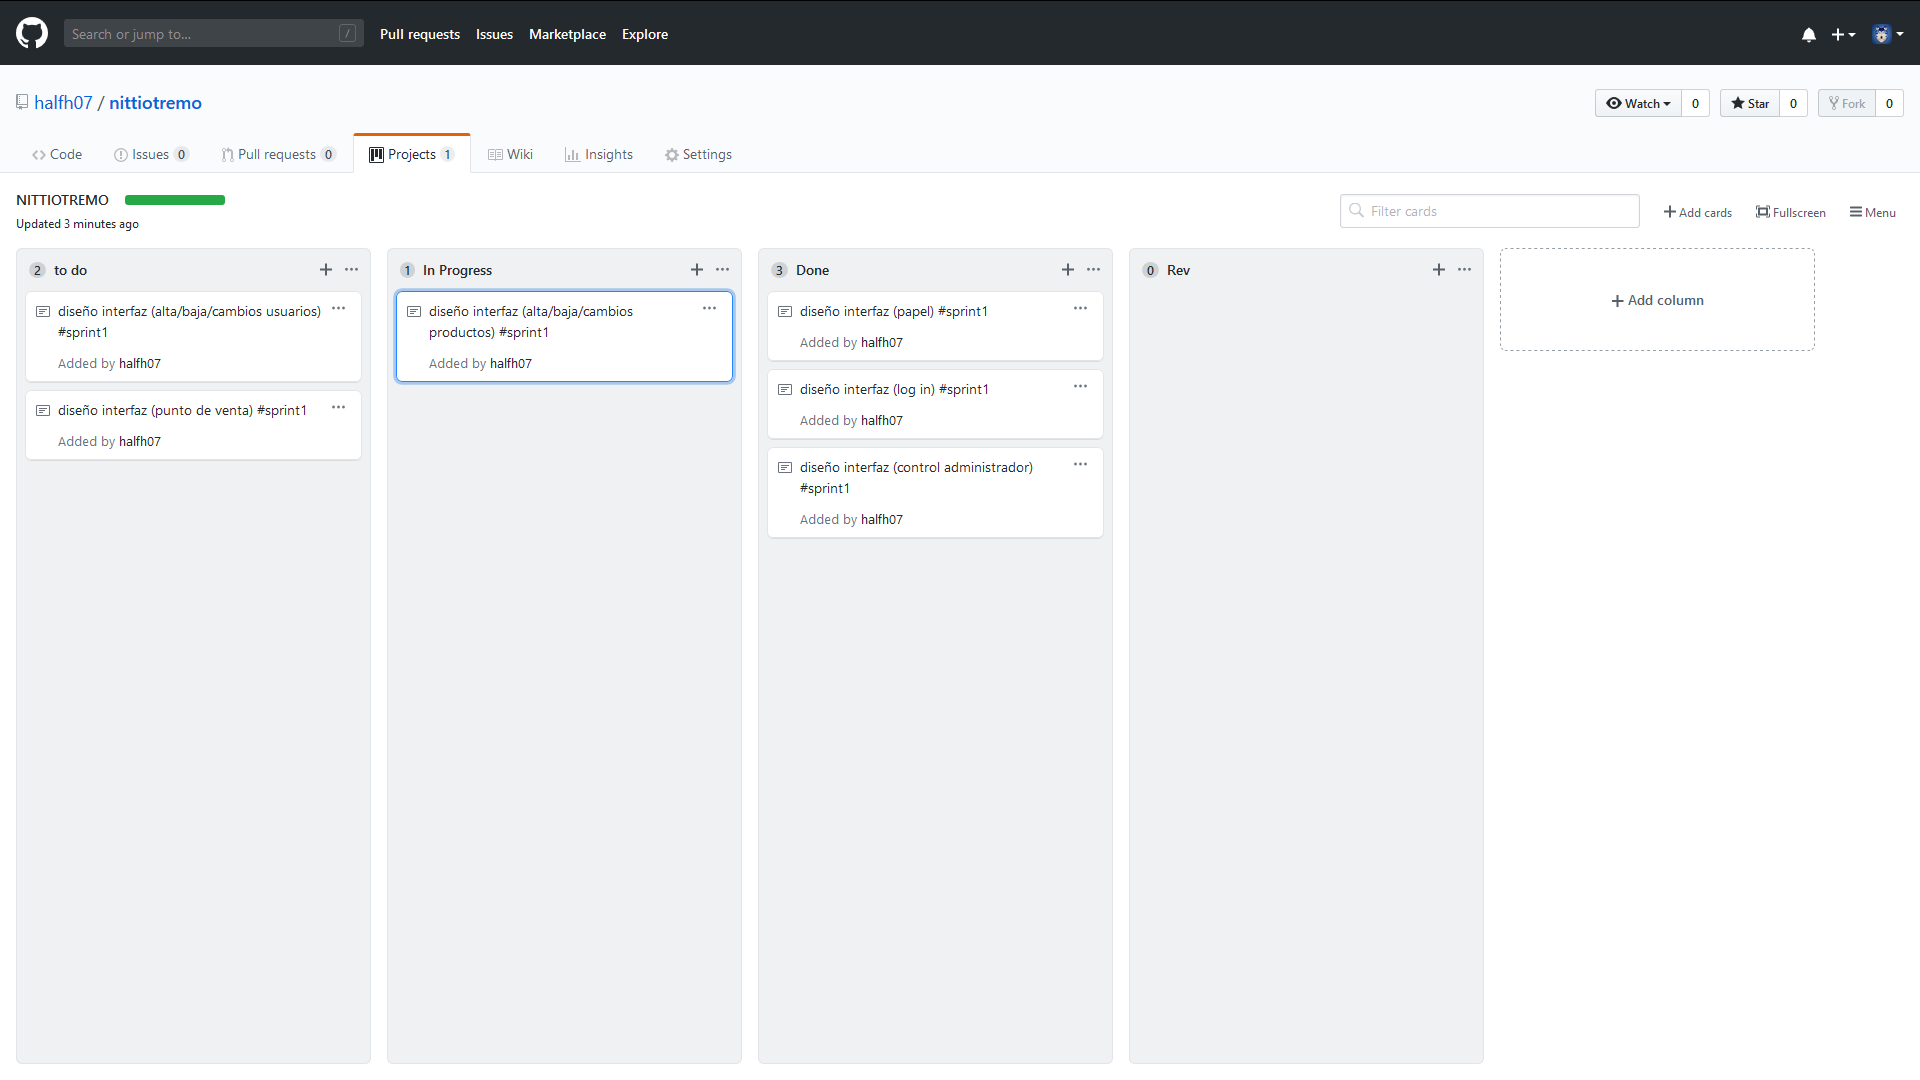 Search or jump to... /
Pull requests Issues Marketplace Explore
halfh07 / nittiotremo
Watch 0 Star 0 Fork 0
Code Issues 0 Pull requests 0 Projects 1 Wiki Insights Settings
NITTIOTREMO
Updated 3 minutes ago
Filter cards
Add cards Fullscreen Menu
2 to do
diseño interfaz (alta/baja/cambios usuarios)
#sprint1
Added by halfh07
diseño interfaz (punto de venta) #sprint1
Added by halfh07
1 In Progress
diseño interfaz (alta/baja/cambios
productos) #sprint1
Added by halfh07
3 Done
diseño interfaz (papel) #sprint1
Added by halfh07
diseño interfaz (log in) #sprint1
Added by halfh07
diseño interfaz (control administrador)
#sprint1
Added by halfh07
0 Rev
Add column